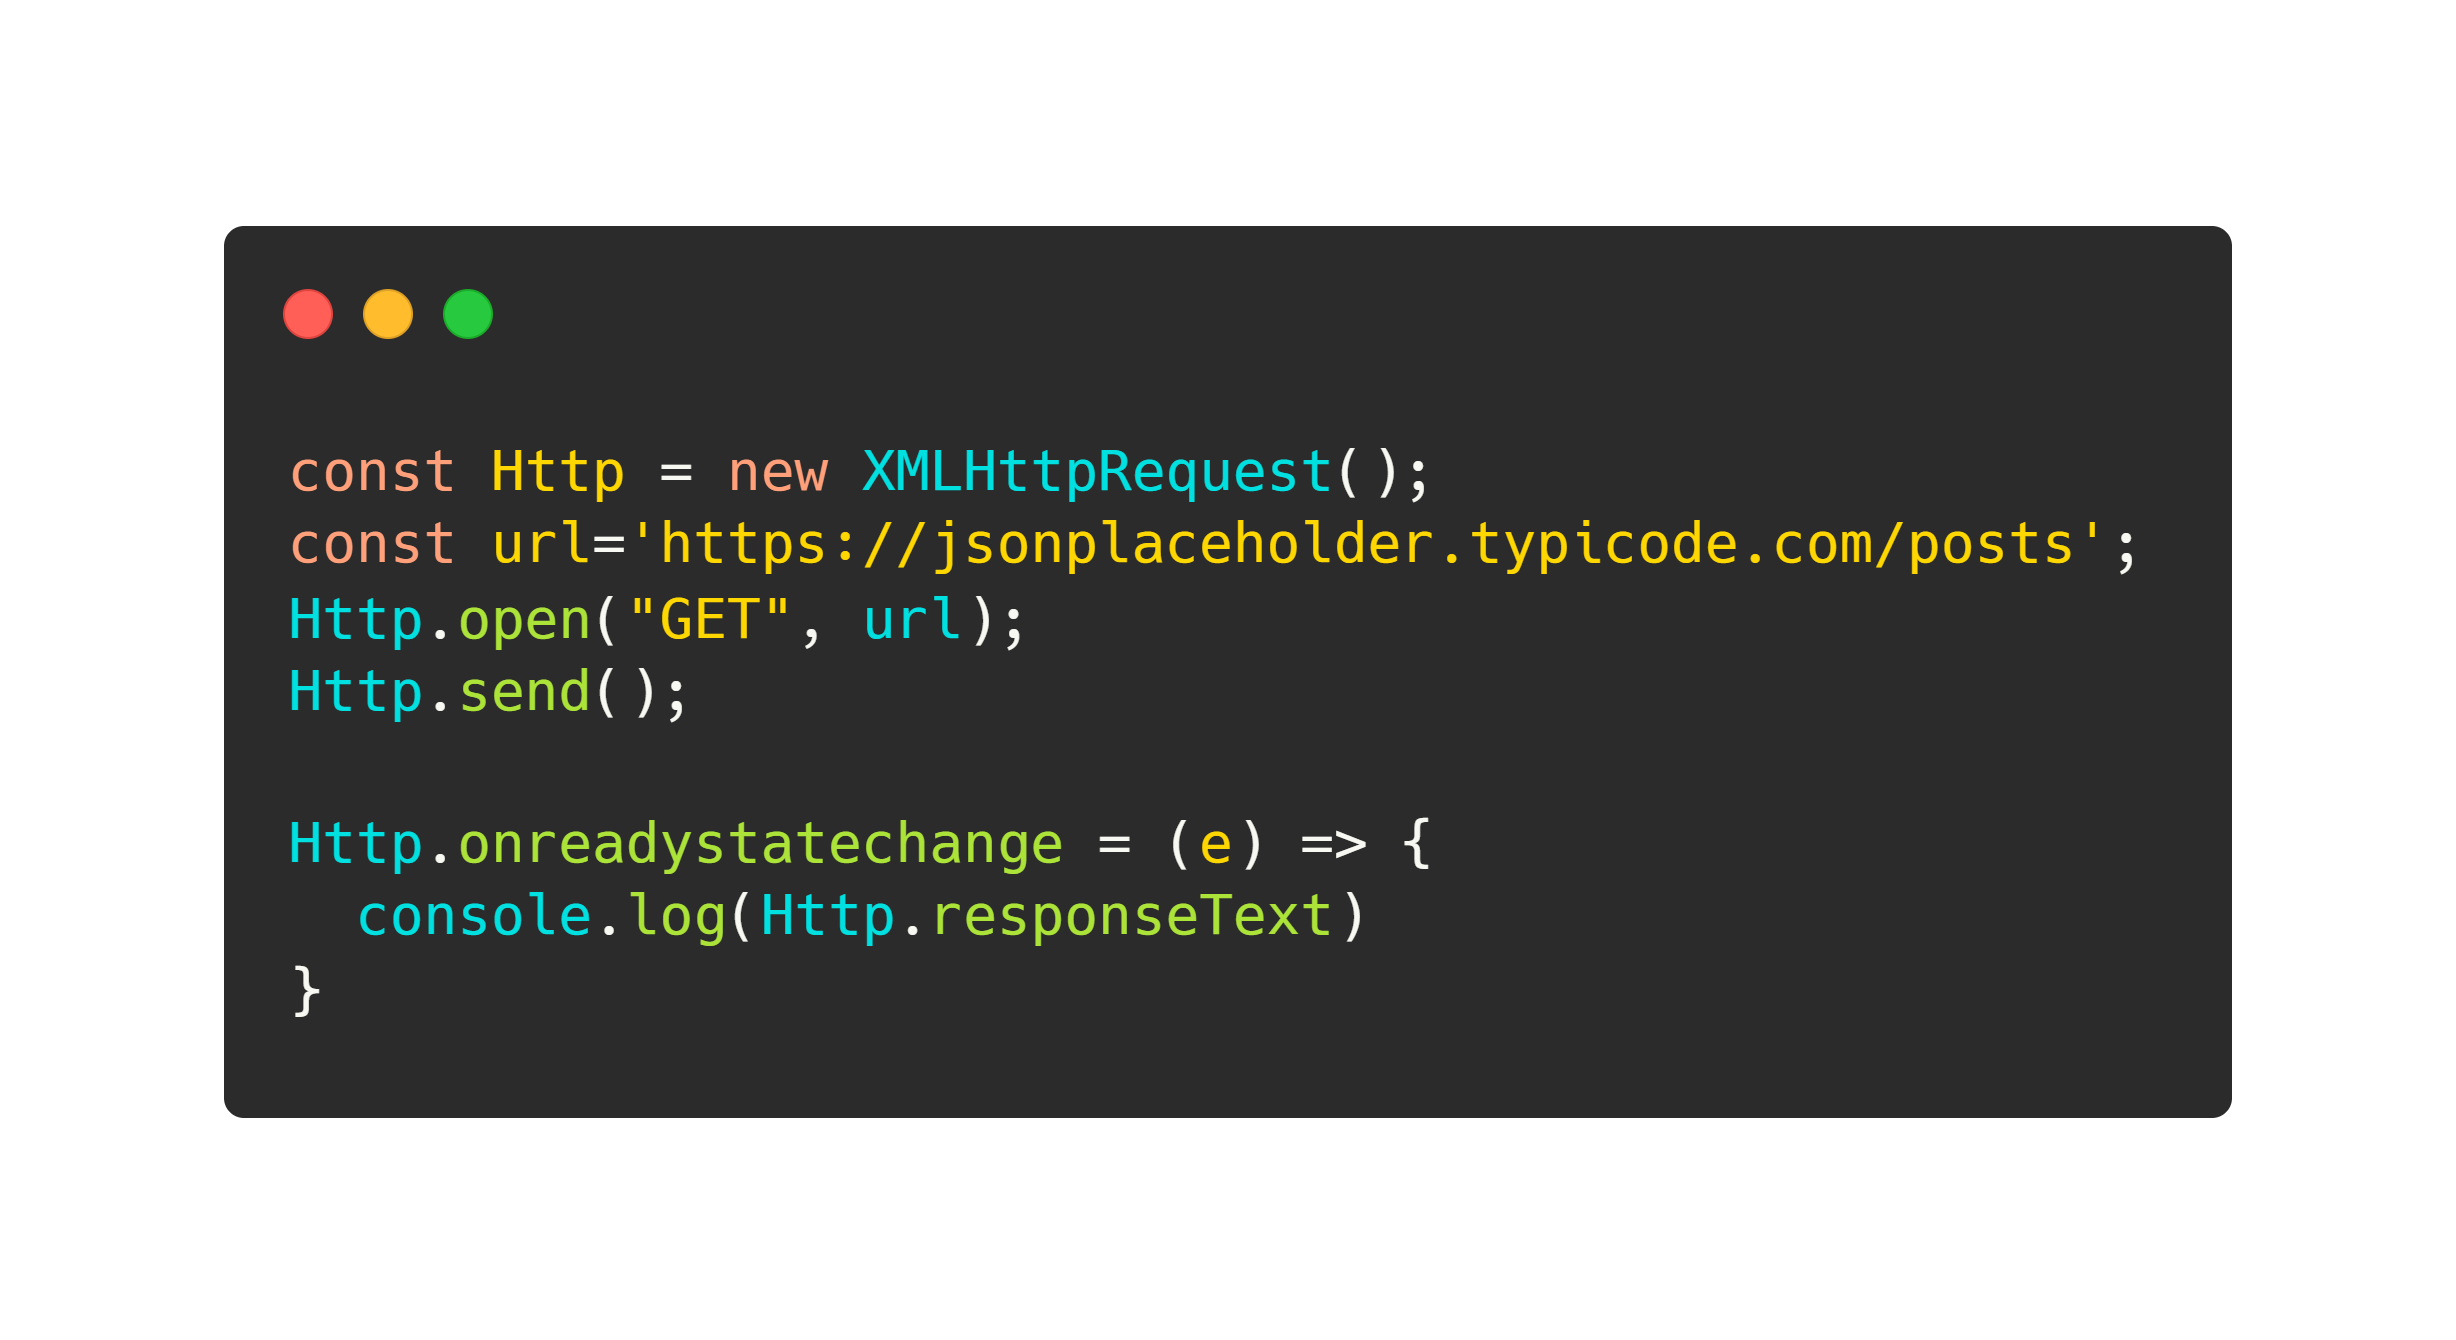 const Http = new XMLHttpRequest();
const url='https://jsonplaceholder.typicode.com/posts';
Http.open("GET", url);
Http.send();

Http.onreadystatechange = (e) => {
  console.log(Http.responseText)
}